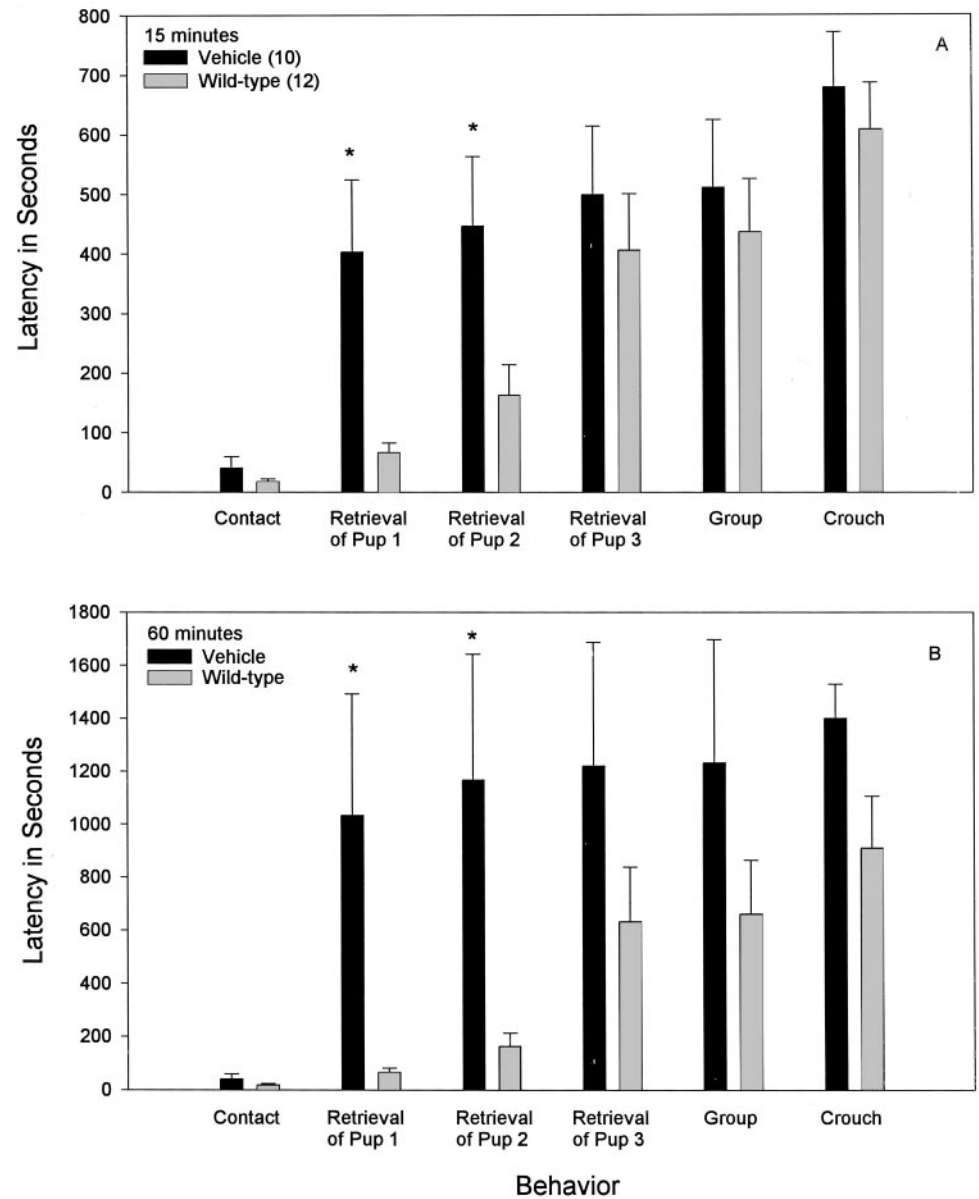 800
700
600
500
400
300
200
100
0
Latency in Seconds
15 minutes
Vehicle (10)
Wild-type (12)
A
*
*
Contact
Retrieval
of Pup 1
Retrieval
of Pup 2
Retrieval
of Pup 3
Group
Crouch
1800
1600
1400
1200
1000
800
600
400
200
0
Latency in Seconds
60 minutes
Vehicle
Wild-type
B
*
*
Contact
Retrieval
of Pup 1
Retrieval
of Pup 2
Retrieval
of Pup 3
Group
Crouch
Behavior